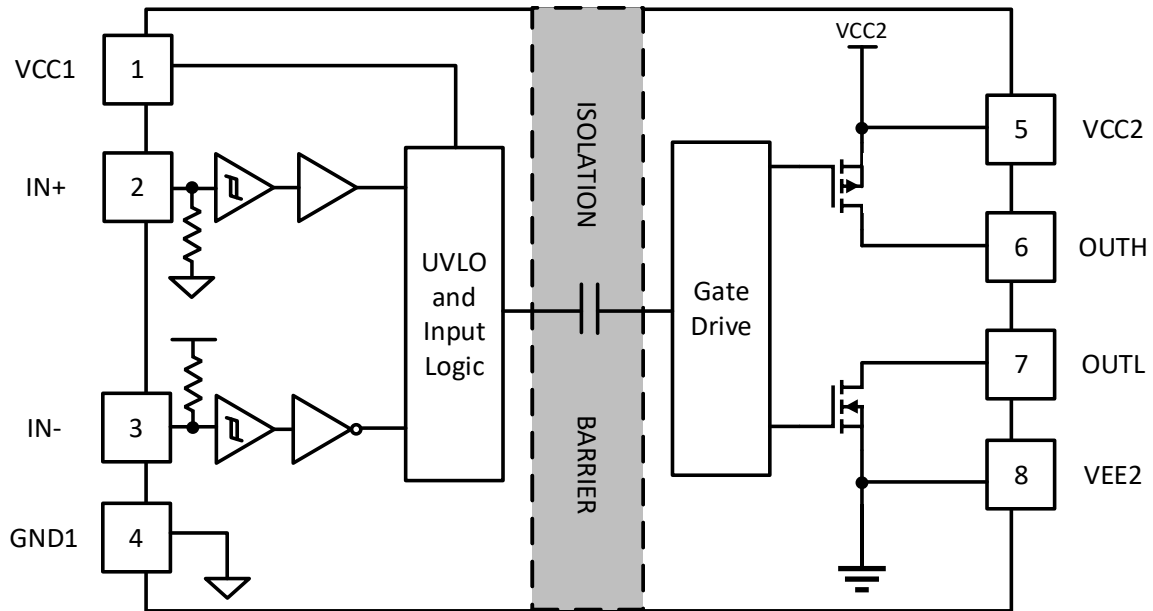 VCC1
1
IN+
2
IN-
3
GND1
4
UVLO
and
Input
Logic
ISOLATION
BARRIER
Gate
Drive
VCC2
5
VCC2
6
OUTH
7
OUTL
8
VEE2